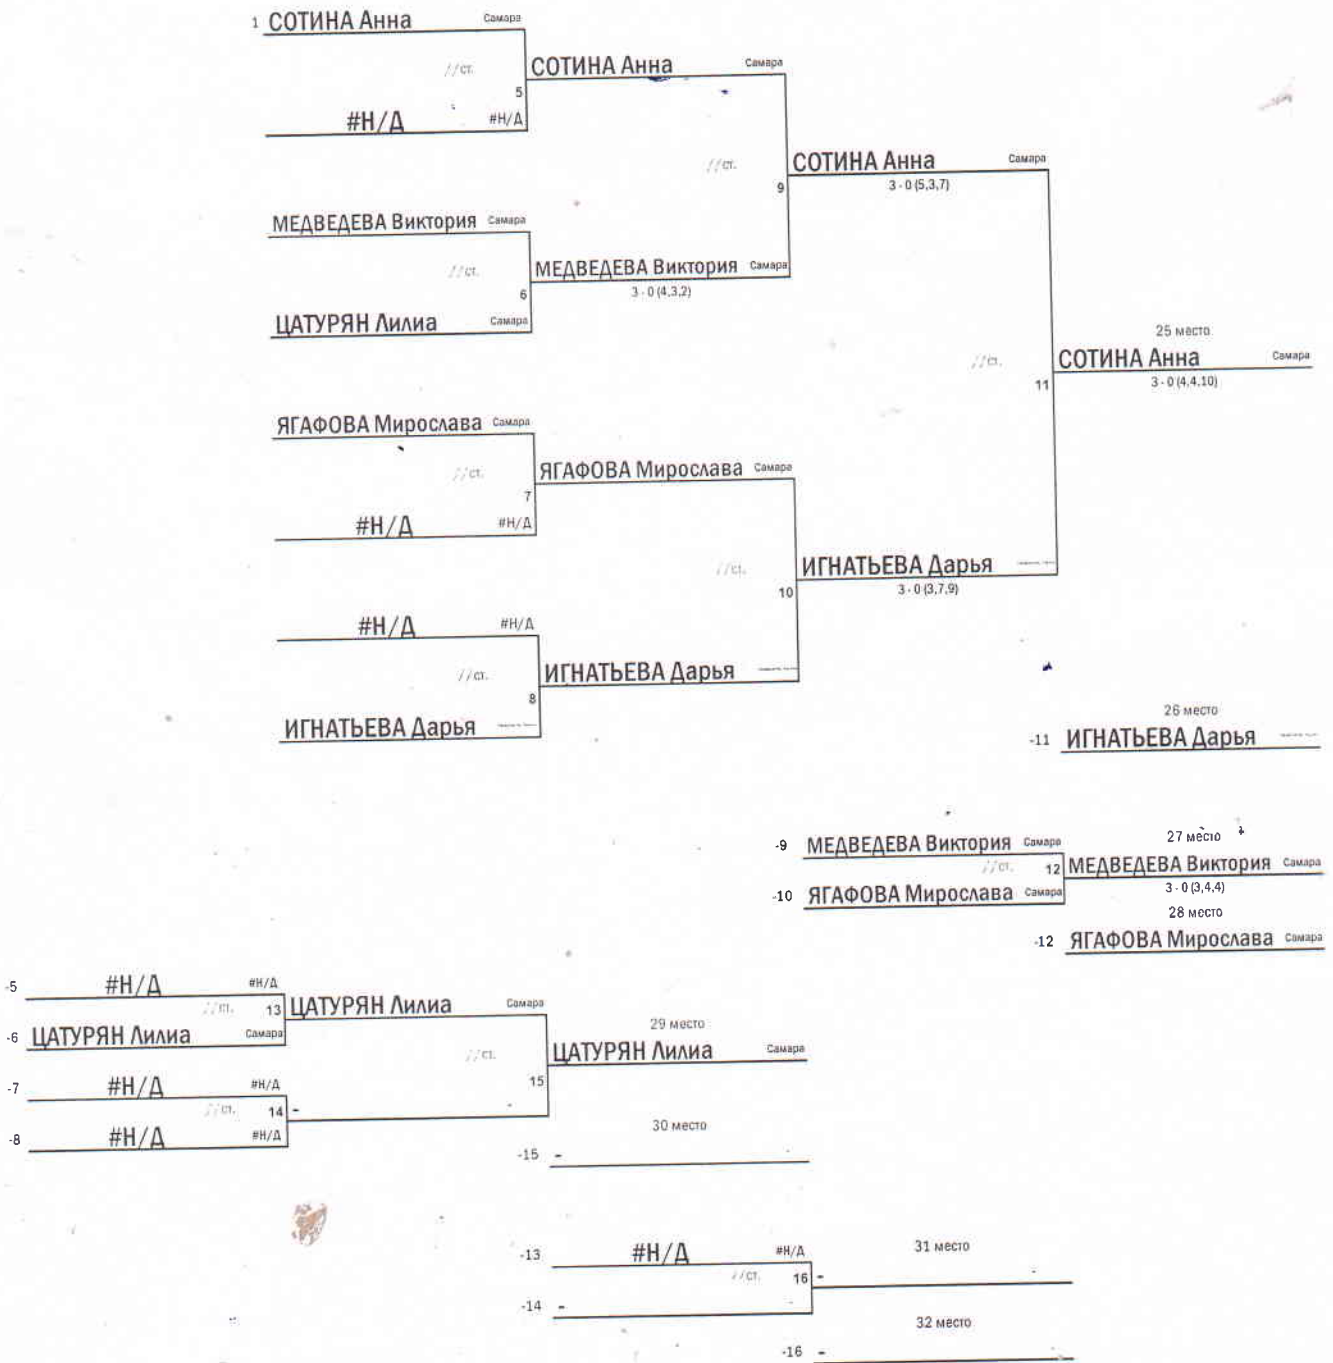 1 СОТИНА Анна Самара
//ст.
5
#Н/Д #Н/Д
СОТИНА Анна Самара
МЕДВЕДЕВА Виктория Самара
//ст.
6
ЦАТУРЯН Лилиа Самара
МЕДВЕДЕВА Виктория Самара
3 - 0 (4,3,2)
//ст.
9
СОТИНА Анна Самара
3 - 0 (5,3,7)
ЯГАФОВА Мирослава Самара
//ст.
7
#Н/Д #Н/Д
ЯГАФОВА Мирослава Самара
#Н/Д #Н/Д
//ст.
8
ИГНАТЬЕВА Дарья
ИГНАТЬЕВА Дарья
//ст.
10
ИГНАТЬЕВА Дарья
3 - 0 (3,7,9)
//ст.
11
25 место
СОТИНА Анна Самара
3 - 0 (4,4,10)
26 место
-11 ИГНАТЬЕВА Дарья
-9 МЕДВЕДЕВА Виктория Самара
//ст. 12
-10 ЯГАФОВА Мирослава Самара
27 место
МЕДВЕДЕВА Виктория Самара
3 - 0 (3,4,4)
28 место
-12 ЯГАФОВА Мирослава Самара
-5 #Н/Д #Н/Д
//ст. 13
-6 ЦАТУРЯН Лилиа Самара
ЦАТУРЯН Лилиа Самара
-7 #Н/Д #Н/Д
//ст. 14 -
-8 #Н/Д #Н/Д
//ст.
15
29 место
ЦАТУРЯН Лилиа Самара
30 место
-15 -
-13 #Н/Д #Н/Д
//ст. 16 -
-14 -
31 место
32 место
-16 -